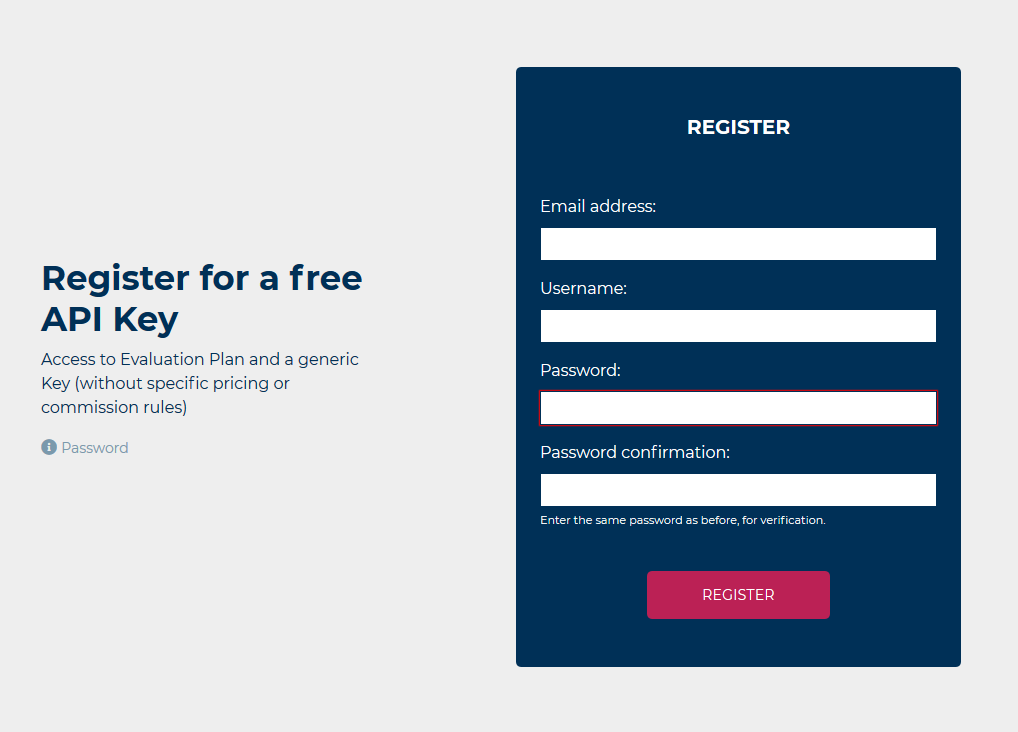 Register for a free
API Key
Access to Evaluation Plan and a generic
Key (without specific pricing or
commission rules)
Password
REGISTER
Email address:
Username:
Password:
Password confirmation:
Enter the same password as before, for verification.
REGISTER